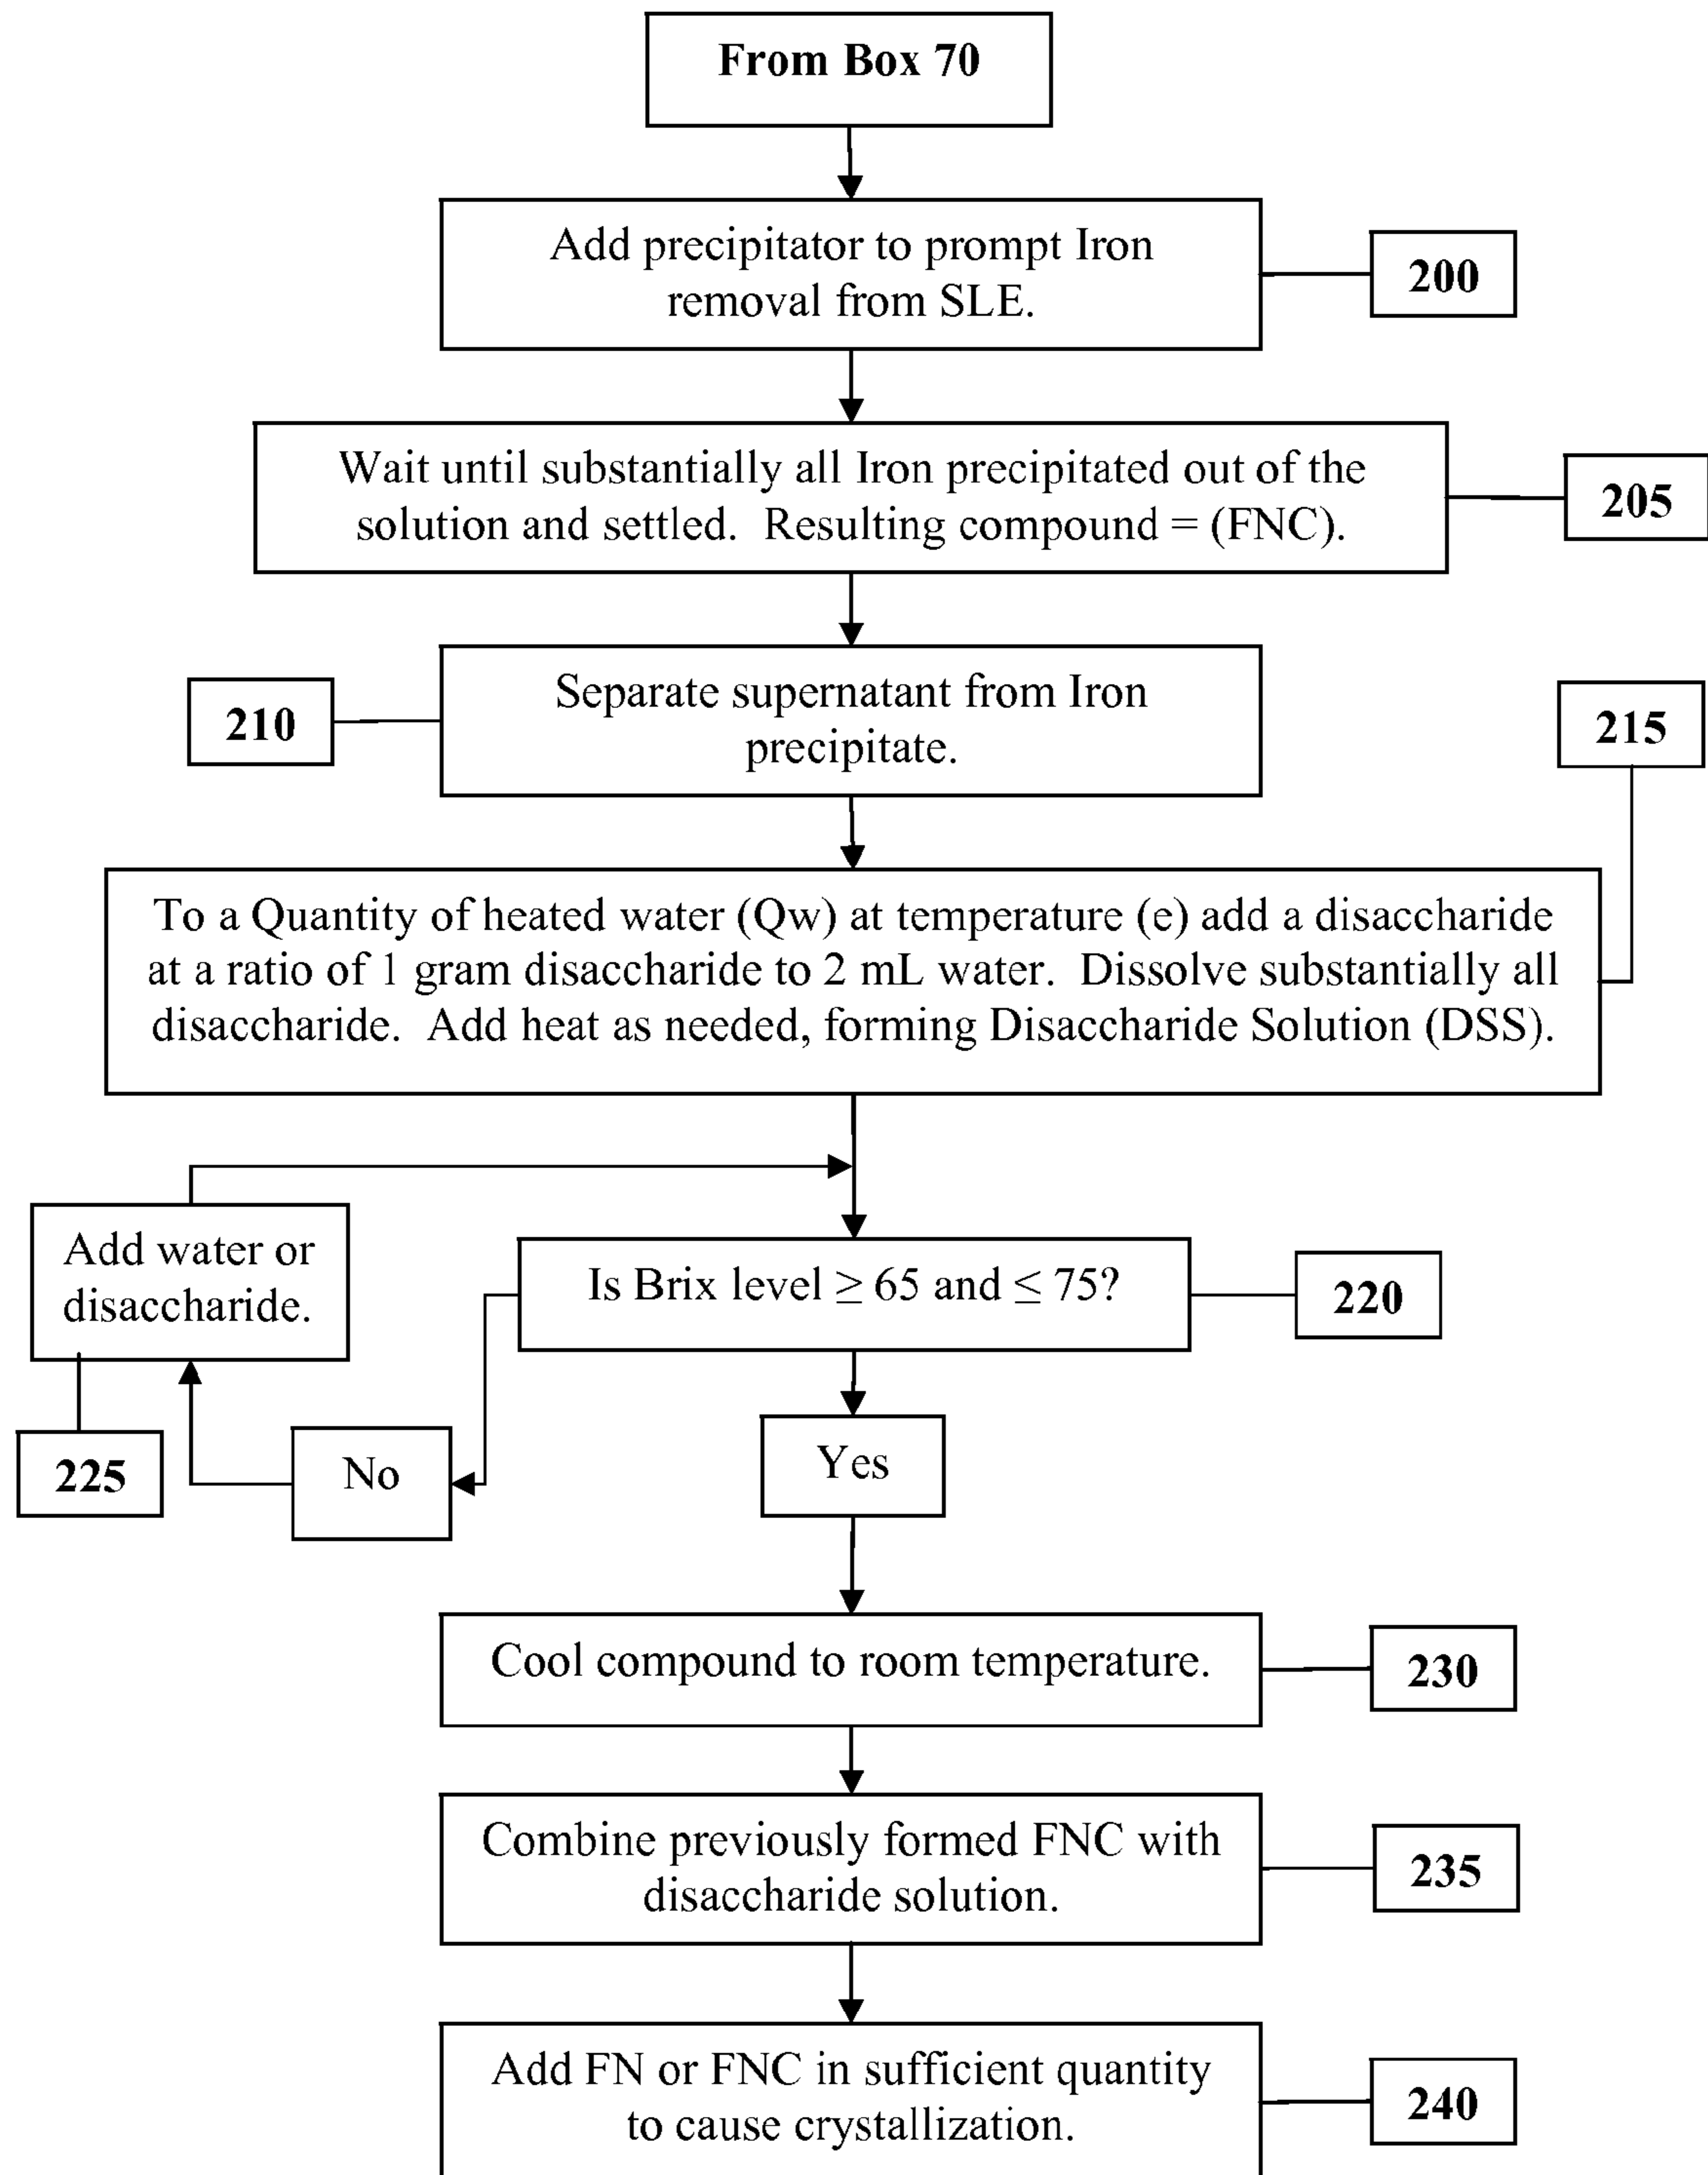 From Box 70
Add precipitator to prompt Iron
removal from SLE.
200
Wait until substantially all Iron precipitated out of the
solution and settled.  Resulting compound = (FNC).
205
Separate supernatant from Iron
precipitate.
210
215
To a Quantity of heated water (Qw) at temperature (e) add a disaccharide
at a ratio of 1 gram disaccharide to 2 mL water.  Dissolve substantially all
disaccharide.  Add heat as needed, forming Disaccharide Solution (DSS).
Add water or
disaccharide.
Is Brix level ≥ 65 and ≤ 75?
220
225
No
Yes
Cool compound to room temperature.
230
Combine previously formed FNC with
disaccharide solution.
235
Add FN or FNC in sufficient quantity
to cause crystallization.
240